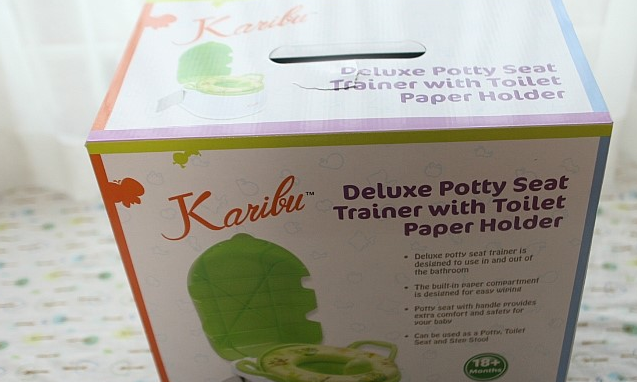 Karibu
Deluxe Potty Seat
Trainer with Toilet
Paper Holder
Karibu™
Deluxe Potty Seat
Trainer with Toilet
Paper Holder
• Deluxe potty seat trainer is
designed to use in and out of
the bathroom
• The built-in paper compartment
is designed for easy wiping
• Potty seat with handle provides
extra comfort and safety for
your baby
• Can be used as a Potty, Toilet
Seat and Step Stool
18+
Months